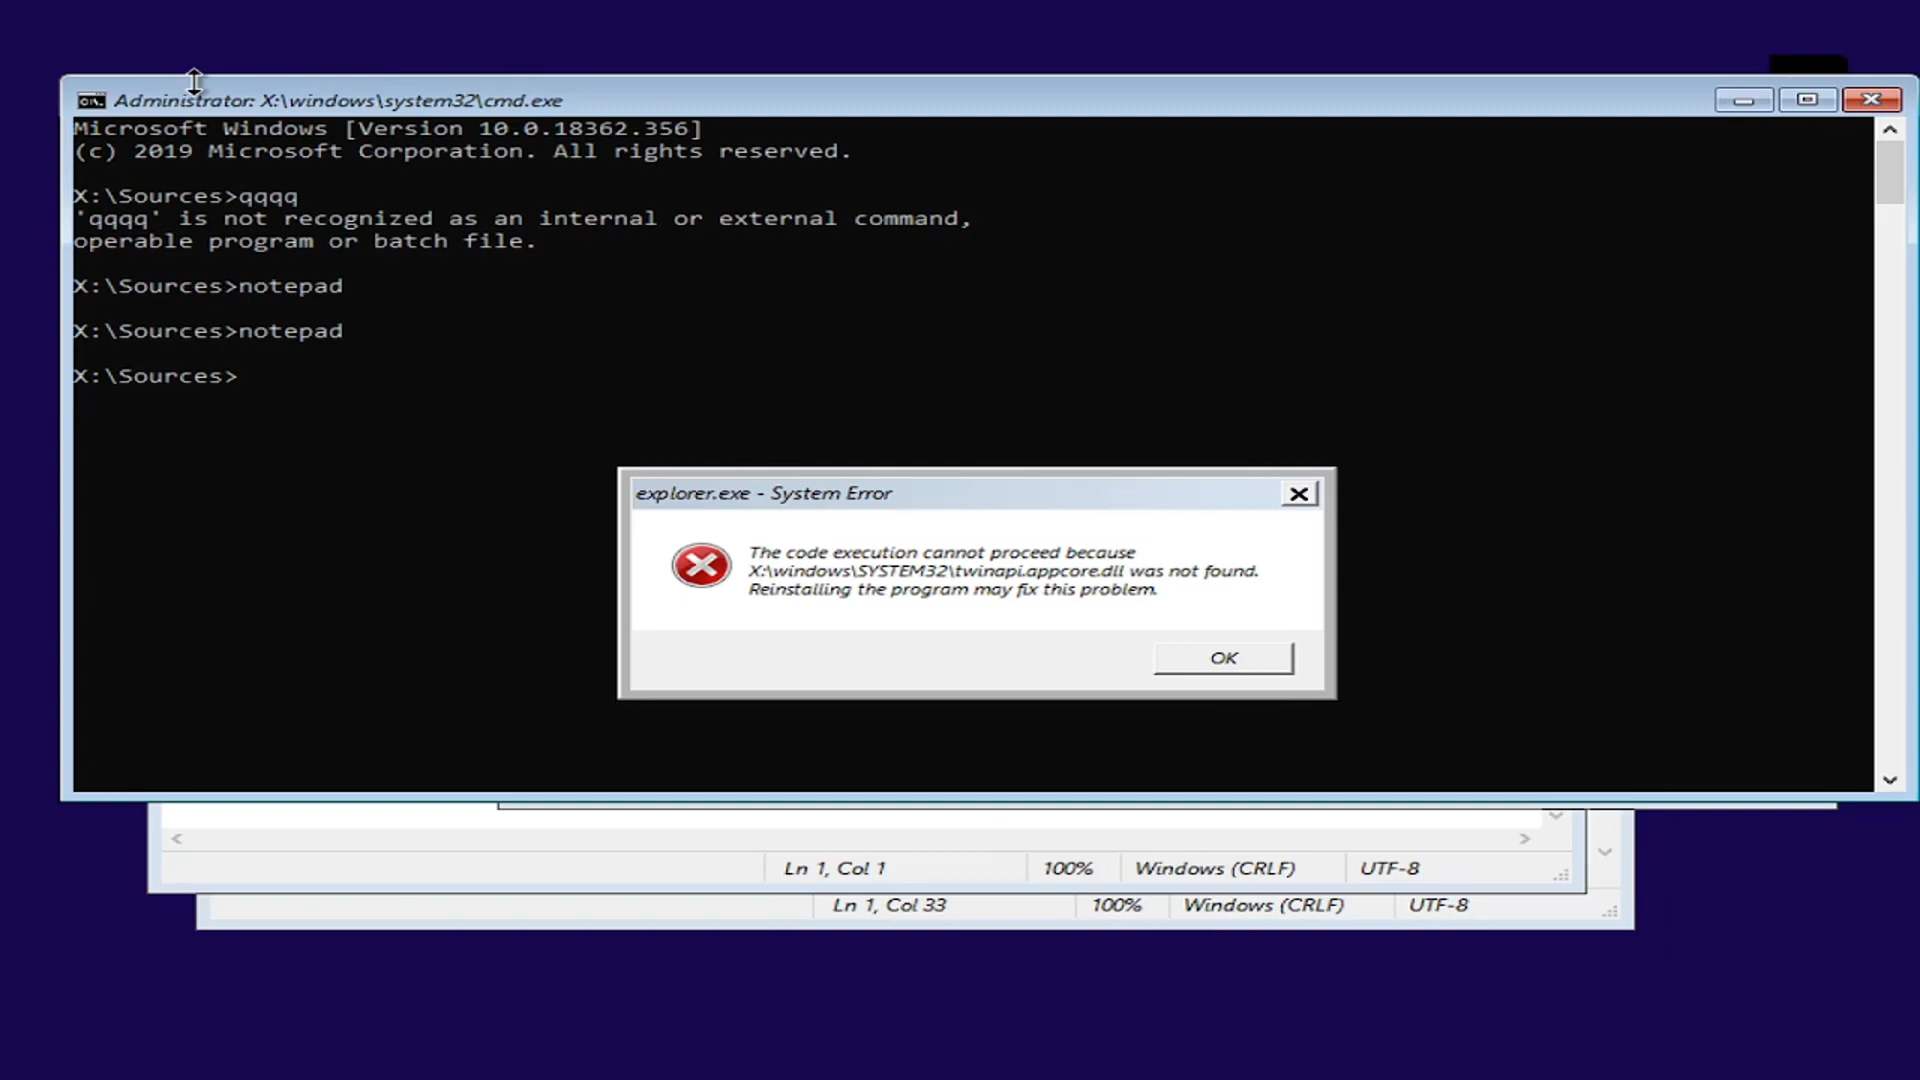 Administrator: X:\windows\system32\cmd.exe
Microsoft Windows [Version 10.0.18362.356]
(c) 2019 Microsoft Corporation. All rights reserved.
X:\Sources>qqqq
'qqqq' is not recognized as an internal or external command,
operable program or batch file.
X:\Sources>notepad
X:\Sources>notepad
X:\Sources>
explorer.exe - System Error
The code execution cannot proceed because
X:\windows\SYSTEM32\twinapi.appcore.dll was not found.
Reinstalling the program may fix this problem.
OK
Ln 1, Col 1 100% Windows (CRLF) UTF-8
Ln 1, Col 33 100% Windows (CRLF) UTF-8